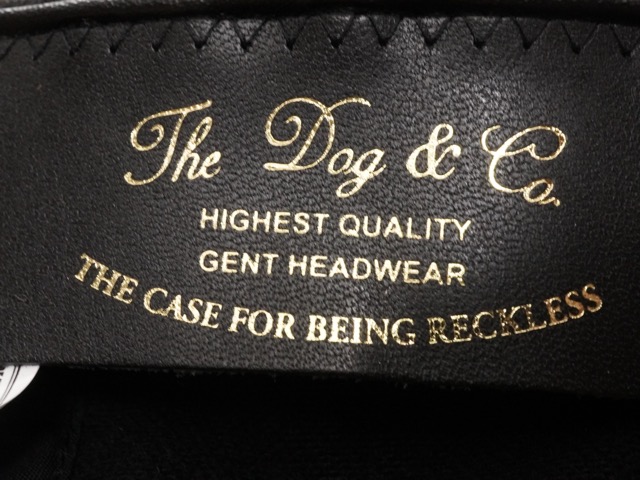 The Dog & Co.
HIGHEST QUALITY
GENT HEADWEAR
THE CASE FOR BEING RECKLESS